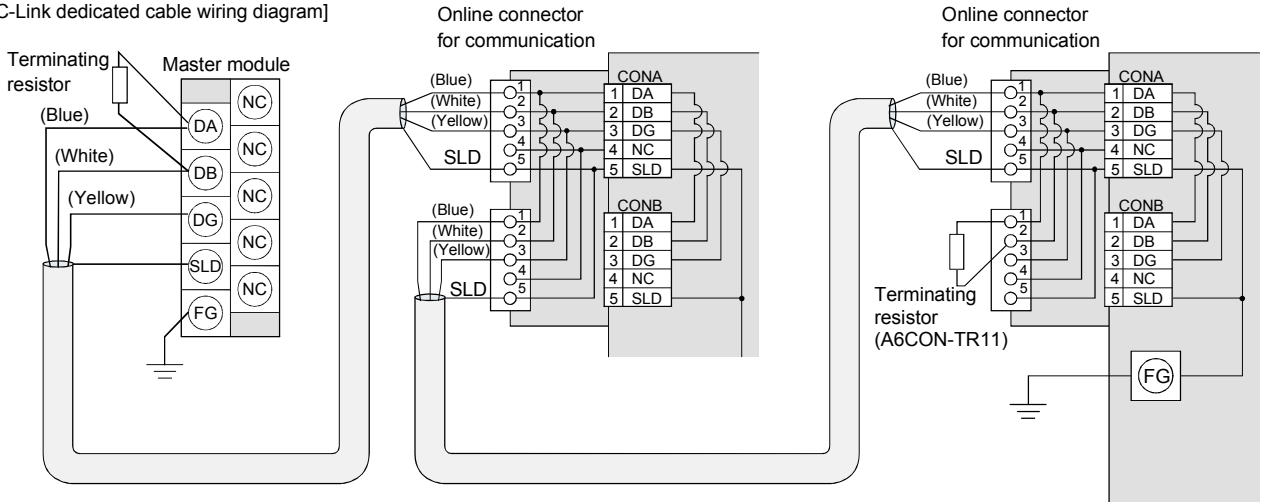 C-Link dedicated cable wiring diagram]
Terminating
resistor
Master module
(Blue)
(White)
(Yellow)
DA
DB
DG
SLD
FG
NC
NC
NC
NC
NC
Online connector
for communication
(Blue)
(White)
(Yellow)
SLD
1
2
3
4
5
CONA
1 DA
2 DB
3 DG
4 NC
5 SLD
(Blue)
(White)
(Yellow)
SLD
1
2
3
4
5
CONB
1 DA
2 DB
3 DG
4 NC
5 SLD
Online connector
for communication
(Blue)
(White)
(Yellow)
SLD
1
2
3
4
5
CONA
1 DA
2 DB
3 DG
4 NC
5 SLD
1
2
3
4
5
CONB
1 DA
2 DB
3 DG
4 NC
5 SLD
Terminating
resistor
(A6CON-TR11)
FG